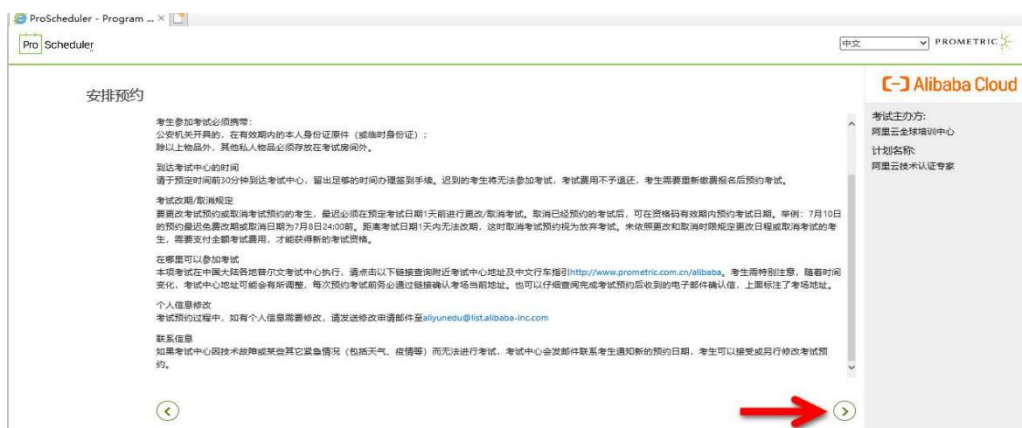 ProScheduler - Program ... ×
Pro Scheduler
中文
PROMETRIC
Alibaba Cloud
安排预约
考试主办方:
阿里云全球培训中心
计划名称:
阿里云技术认证专家
考生参加考试必须携带：
公安机关开具的，在有效期内的本人身份证原件（或临时身份证）；
除以上物品外，其他私人物品必须存放在考试房间外。
到达考试中心的时间
请于预定时间前30分钟到达考试中心，留出足够的时间办理签到手续。迟到的考生将无法参加考试，考试费用不予退还，考生需要重新缴费报名后预约考试。
考试改期/取消规定
要更改考试预约或取消考试预约的考生，最迟必须在预定考试日期1天前进行更改/取消考试。取消已经预约的考试后，可在资格码有效期内预约考试日期。举例：7月10日
的预约最迟免费改期或取消日期为7月8日24:00前。距离考试日期1天内无法改期，这时取消考试预约视为放弃考试。未依照更改和取消时限规定更改日程或取消考试的考
生，需要支付全额考试费用，才能获得新的考试资格。
在哪里可以参加考试
本项考试在中国大陆各地普尔文考试中心执行，请点击以下链接查询附近考试中心地址及中文行车指引http://www.prometric.com.cn/alibaba。考生需特别注意，随着时间
变化，考试中心地址可能会有所调整，每次预约考试前务必通过链接确认考场当前地址。也可以仔细查阅完成考试预约后收到的电子邮件确认信，上面标注了考场地址。
个人信息修改
考试预约过程中，如有个人信息需要修改，请发送修改申请邮件至aliyunedu@list.alibaba-inc.com
联系信息
如果考试中心因技术故障或某些其它紧急情况（包括天气、疫情等）而无法进行考试，考试中心会发邮件联系考生通知新的预约日期，考生可以接受或另行修改考试预
约。